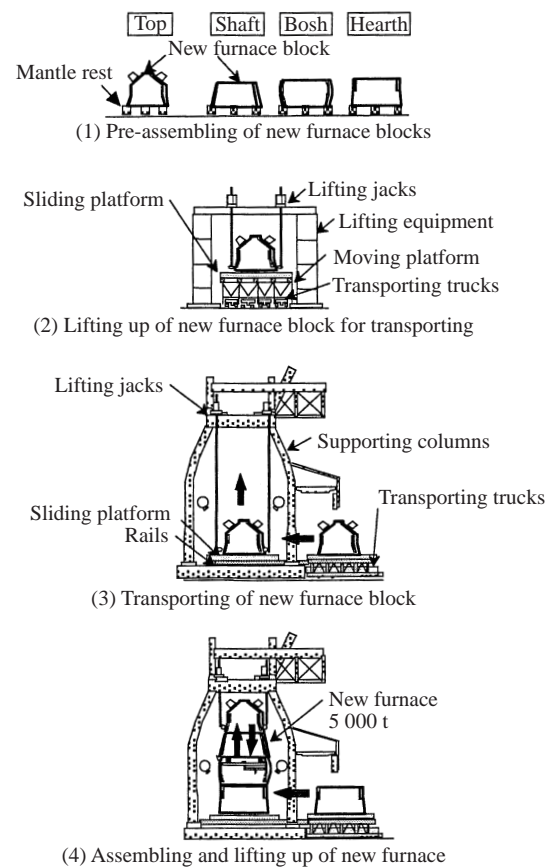 Top Shaft Bosh Hearth
New furnace block
Mantle rest
(1) Pre-assembling of new furnace blocks
Lifting jacks
Sliding platform
Lifting equipment
Moving platform
Transporting trucks
(2) Lifting up of new furnace block for transporting
Lifting jacks
Supporting columns
Transporting trucks
Sliding platform
Rails
(3) Transporting of new furnace block
New furnace
5 000 t
(4) Assembling and lifting up of new furnace